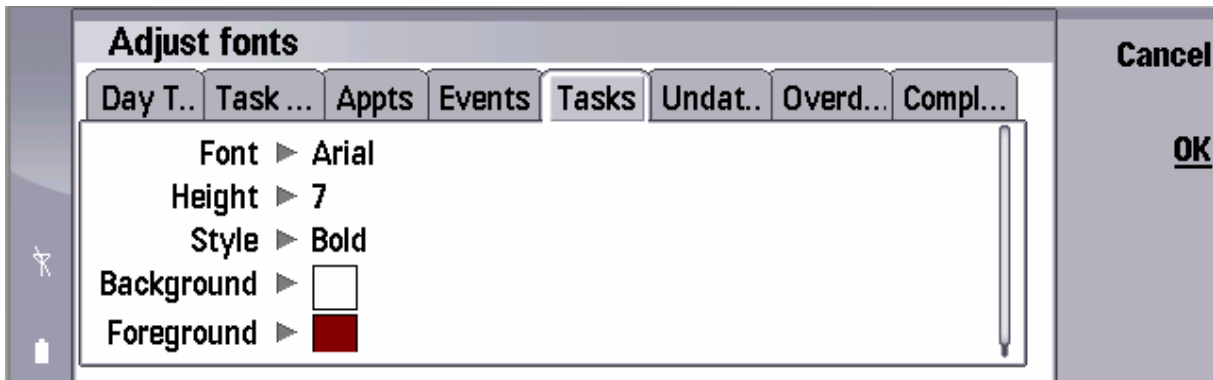 Adjust fonts
Cancel
Day T.. Task ... Appts Events Tasks Undat.. Overd... Compl...
Font Arial
OK
Height 7
Style Bold
Background
Foreground